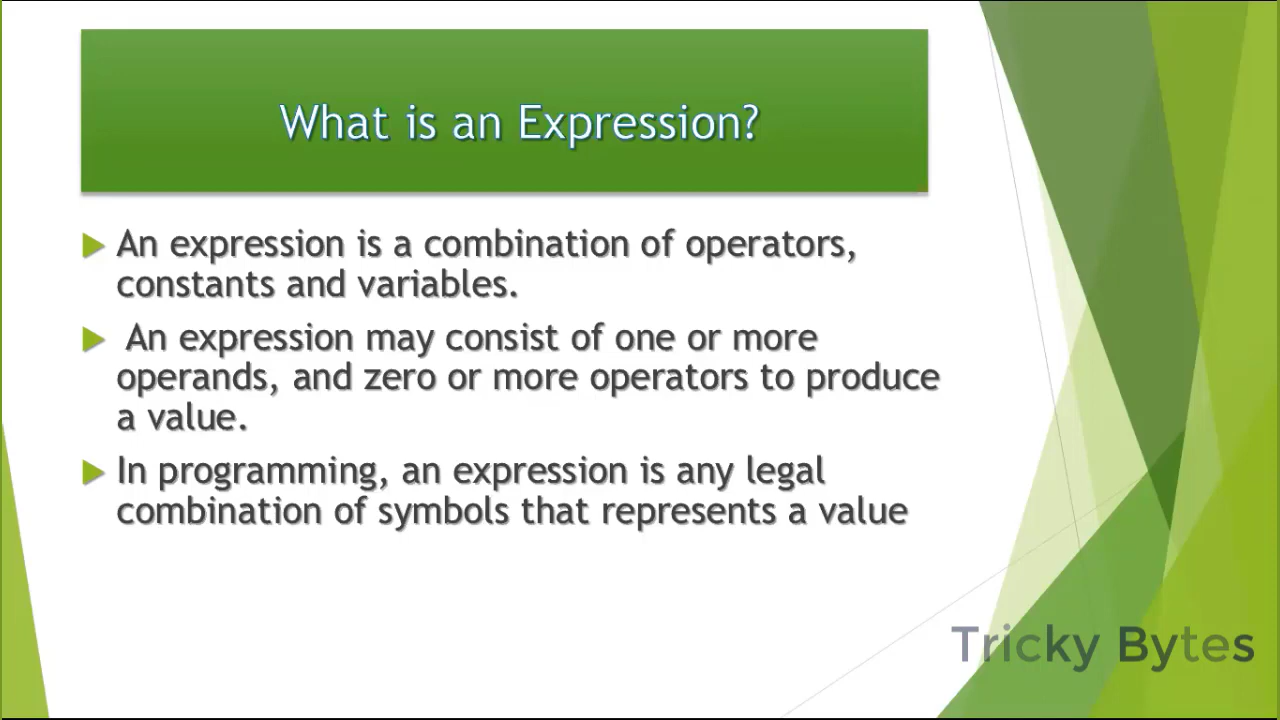 What is an Expression?
An expression is a combination of operators,
constants and variables.
An expression may consist of one or more
operands, and zero or more operators to produce
a value.
In programming, an expression is any legal
combination of symbols that represents a value
Tricky Bytes